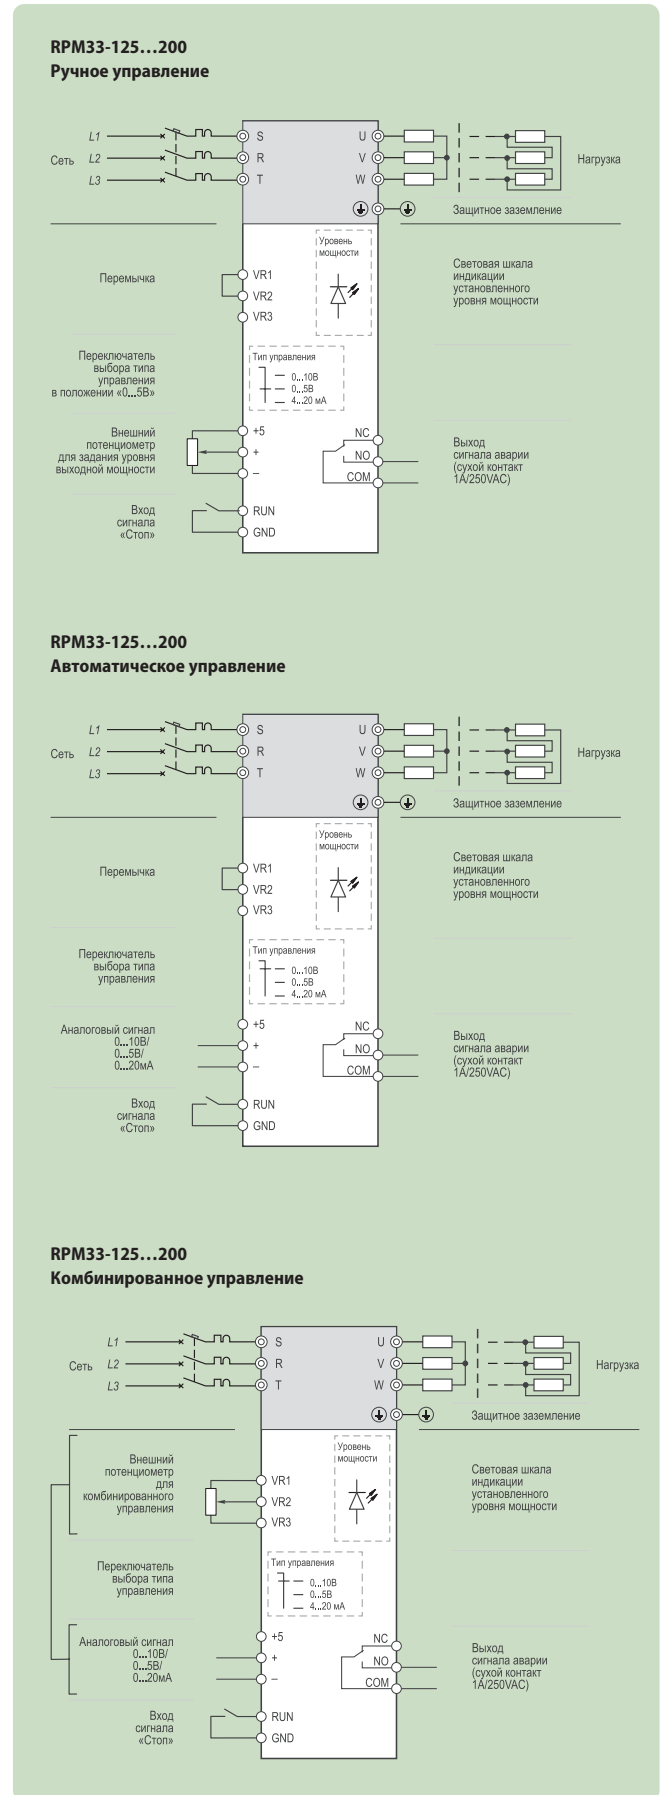 RPM33-125...200
Ручное управление
L1
S
U
Сеть
L2
R
V
Нагрузка
L3
T
W
Защитное заземление
Уровень
мощности
Световая шкала
индикации
установленного
уровня мощности
Перемычка
VR1
VR2
VR3
Переключатель
выбора типа
управления
в положении «0...5В»
Тип управления
0...10В
0...5В
4...20 мА
Внешний
потенциометр
для задания уровня
выходной мощности
+5
+
–
NC
NO
COM
Выход
сигнала аварии
(сухой контакт
1А/250VAC)
Вход
сигнала
«Стоп»
RUN
GND
RPM33-125...200
Автоматическое управление
L1
S
U
Сеть
L2
R
V
Нагрузка
L3
T
W
Защитное заземление
Уровень
мощности
Световая шкала
индикации
установленного
уровня мощности
Перемычка
VR1
VR2
VR3
Переключатель
выбора типа
управления
Тип управления
0...10В
0...5В
4...20 мА
Аналоговый сигнал
0...10В/
0...5В/
0...20мА
+5
+
–
NC
NO
COM
Выход
сигнала аварии
(сухой контакт
1А/250VAC)
Вход
сигнала
«Стоп»
RUN
GND
RPM33-125...200
Комбинированное управление
L1
S
U
Сеть
L2
R
V
Нагрузка
L3
T
W
Защитное заземление
Внешний
потенциометр
для
комбинированного
управления
VR1
VR2
VR3
Уровень
мощности
Световая шкала
индикации
установленного
уровня мощности
Переключатель
выбора типа
управления
Тип управления
0...10В
0...5В
4...20 мА
Аналоговый сигнал
0...10В/
0...5В/
0...20мА
+5
+
–
NC
NO
COM
Выход
сигнала аварии
(сухой контакт
1А/250VAC)
Вход
сигнала
«Стоп»
RUN
GND